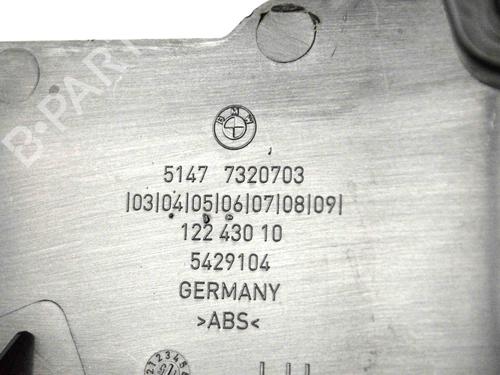 B-PARTS
BMW
5147 7320703
|03|04|05|06|07|08|09|
122 430 10
5429104
GERMANY
>ABS<